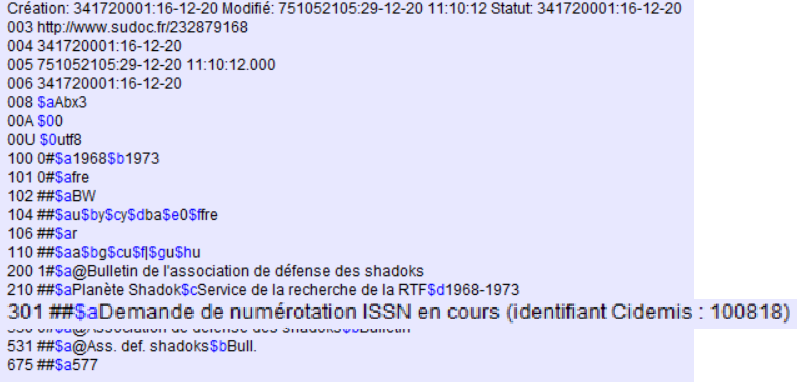 Création: 341720001:16-12-20 Modifié: 751052105:29-12-20 11:10:12 Statut: 341720001:16-12-20
003 http://www.sudoc.fr/232879168
004 341720001:16-12-20
005 751052105:29-12-20 11:10:12.000
006 341720001:16-12-20
008 $aAbx3
00A $00
00U $0utf8
100 0#$a1968$b1973
101 0#$afre
102 ##$aBW
104 ##$au$by$cy$dba$e0$ffre
106 ##$ar
110 ##$aa$bg$cu$f|$gu$hu
200 1#$a@Bulletin de l'association de défense des shadoks
210 ##$aPlanète Shadok$cService de la recherche de la RTF$d1968-1973
301 ##$aDemande de numérotation ISSN en cours (identifiant Cidemis : 100818)
défense des shadoks$bBulletin
531 ##$a@Ass. def. shadoks$bBull.
675 ##$a577